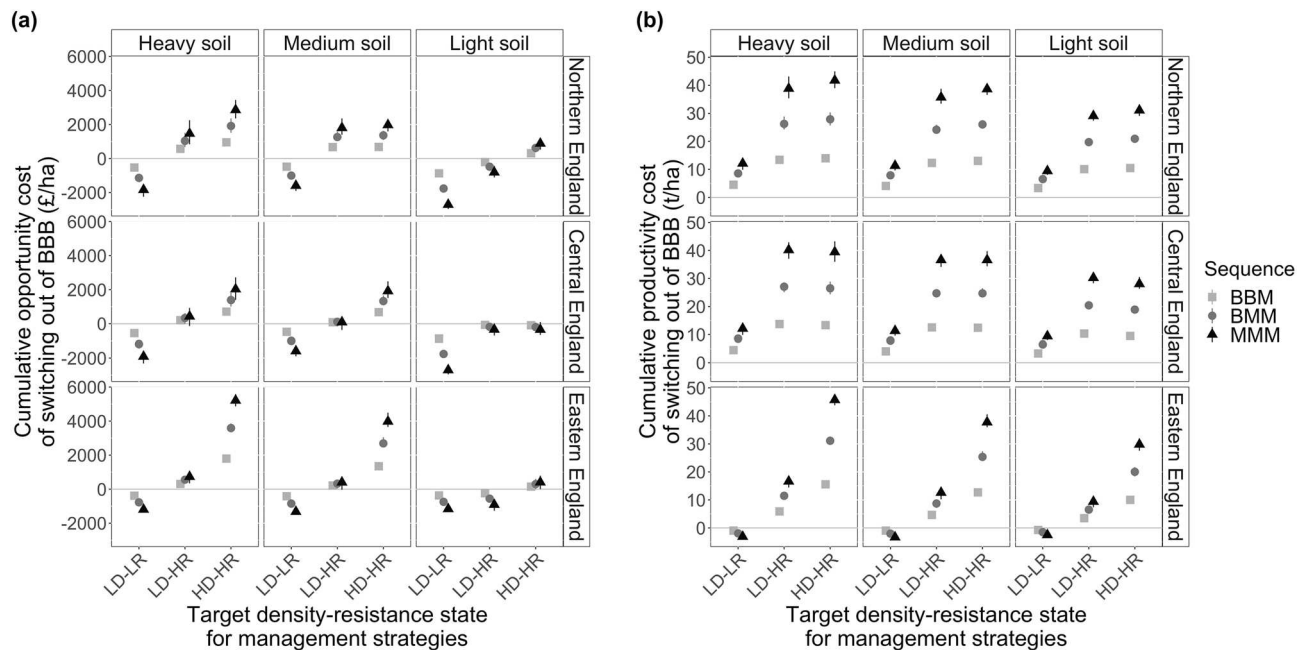 (a)
Heavy soil Medium soil Light soil
Cumulative opportunity cost
of switching out of BBB (£/ha)
6000
4000
2000
0
-2000
Northern England
6000
4000
2000
0
-2000
Central England
6000
4000
2000
0
-2000
Eastern England
LD-LR LD-HR HD-HR LD-LR LD-HR HD-HR LD-LR LD-HR HD-HR
Target density-resistance state
for management strategies
(b)
Heavy soil Medium soil Light soil
Cumulative productivity cost
of switching out of BBB (t/ha)
50
40
30
20
10
0
Northern England
50
40
30
20
10
0
Central England
50
40
30
20
10
0
Eastern England
LD-LR LD-HR HD-HR LD-LR LD-HR HD-HR LD-LR LD-HR HD-HR
Target density-resistance state
for management strategies
Sequence
BBM
BMM
MMM